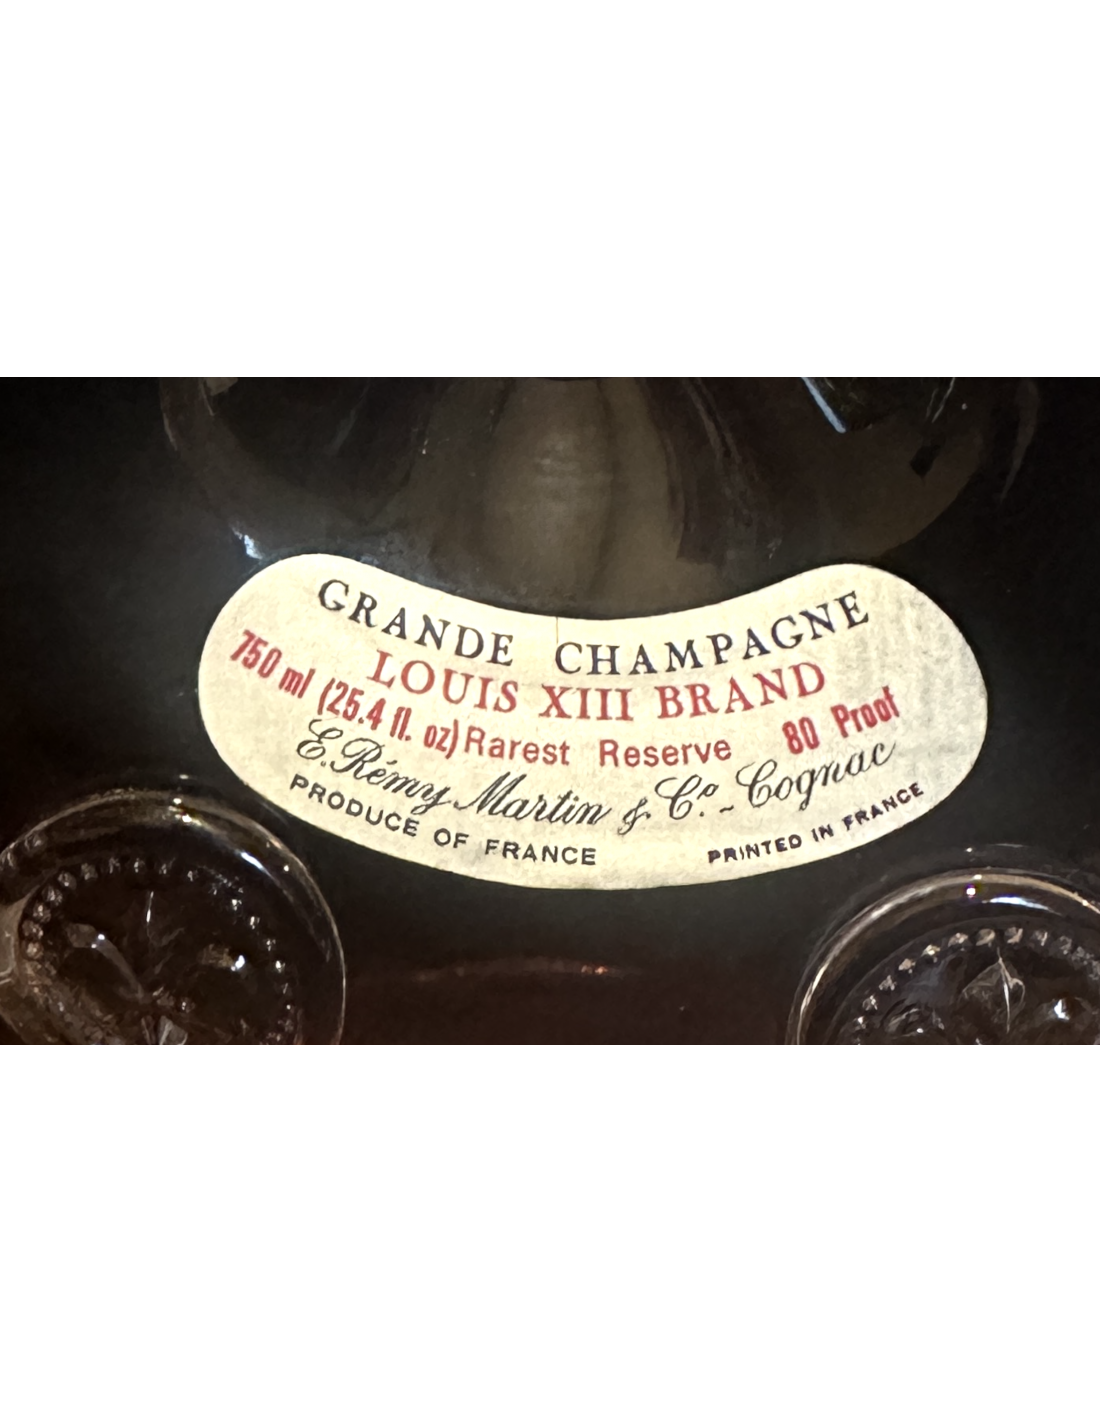 GRANDE CHAMPAGNE
LOUIS XIII BRAND
750 ml (25.4 fl. oz) Rarest Reserve 80 Proof
E. Rémy Martin & Cº - Cognac
PRODUCE OF FRANCE PRINTED IN FRANCE